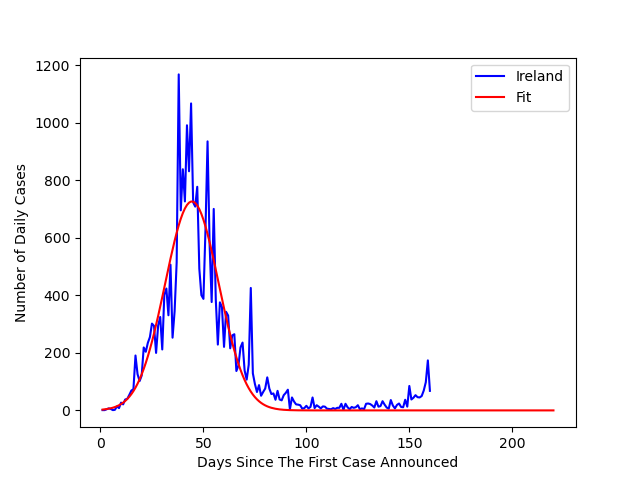 Ireland
Fit
1200
1000
800
600
400
200
0
Number of Daily Cases
0 50 100 150 200
Days Since The First Case Announced